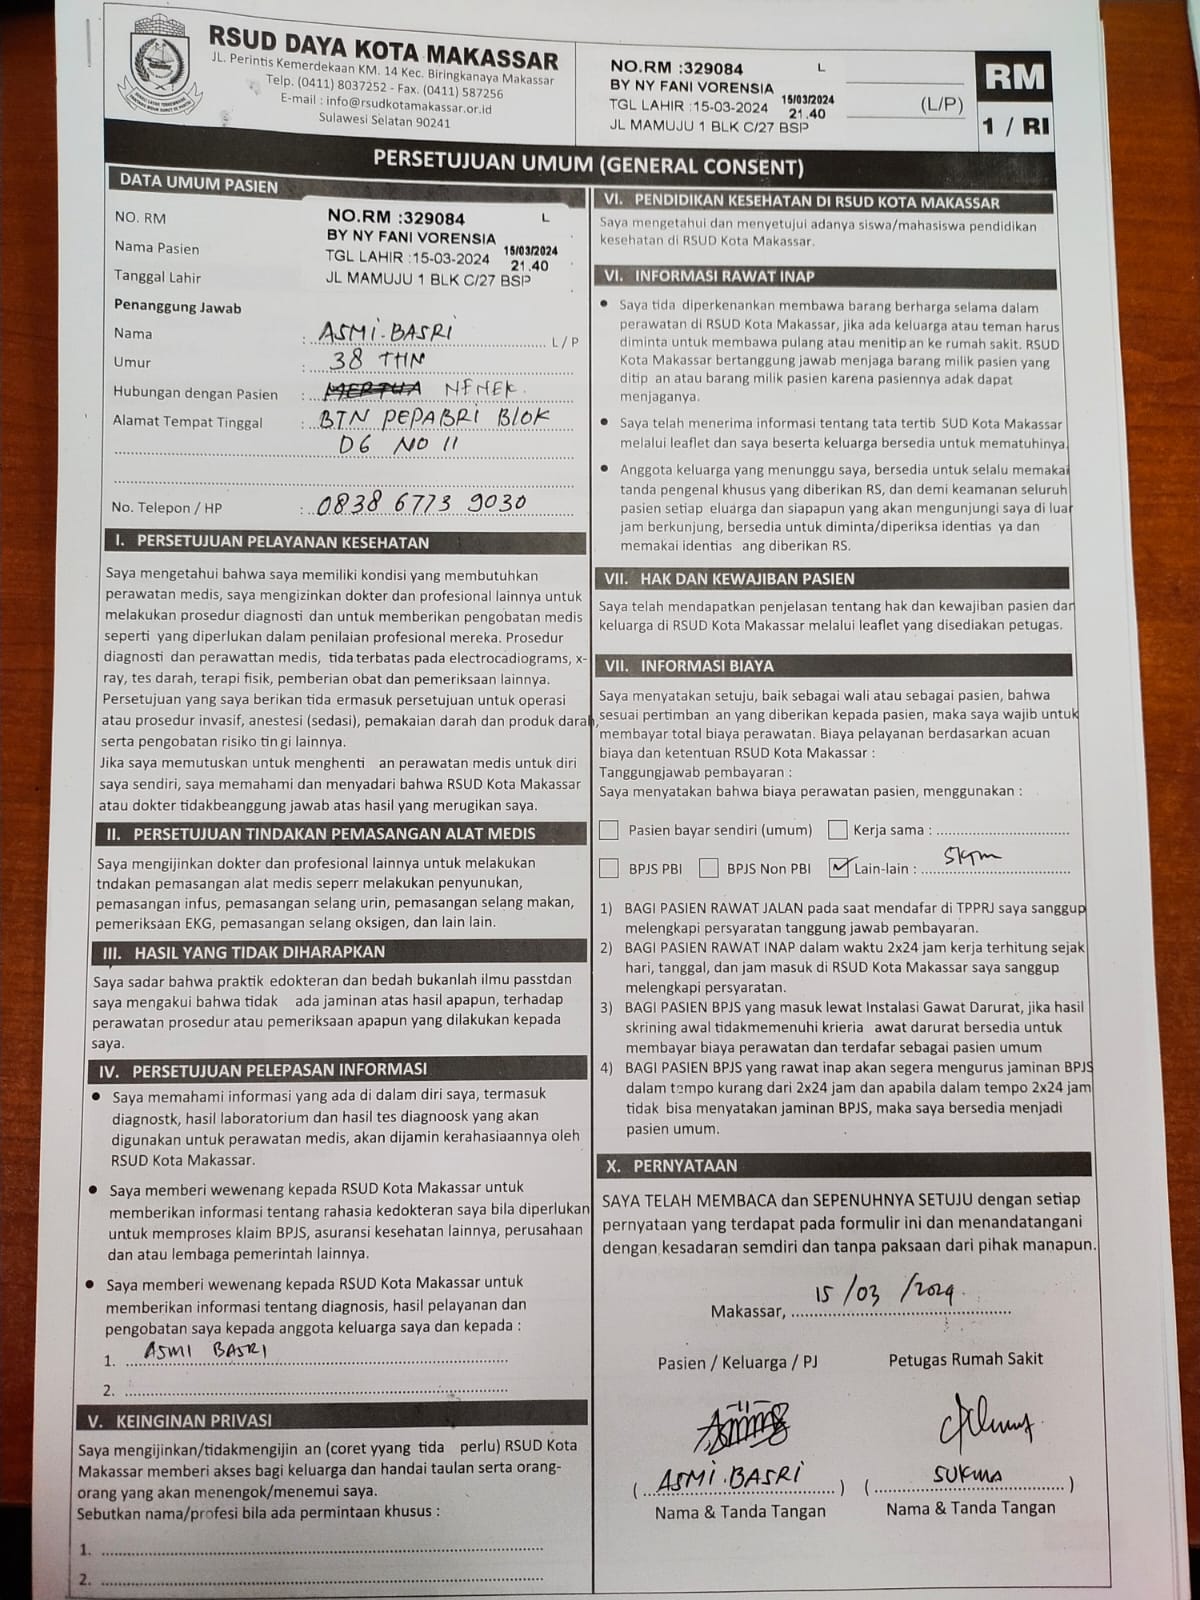 RSUD DAYA KOTA MAKASSAR
JL. Perintis Kemerdekaan KM. 14 Kec. Biringkanaya Makassar
Telp. (0411) 8037252 - Fax. (0411) 587256
E-mail : info@rsudkotamakassar.or.id
Sulawesi Selatan 90241
NO.RM :329084 L
BY NY FANI VORENSIA
TGL LAHIR :15-03-2024 15/03/2024 21.40
JL MAMUJU 1 BLK C/27 BSP
(L/P)
RM
1 / RI
PERSETUJUAN UMUM (GENERAL CONSENT)
DATA UMUM PASIEN
NO. RM
Nama Pasien
Tanggal Lahir
NO.RM :329084 L
BY NY FANI VORENSIA
TGL LAHIR :15-03-2024 15/03/2024 21.40
JL MAMUJU 1 BLK C/27 BSP
Penanggung Jawab
Nama : ASMI.BASRI L / P
Umur : 38 THN
Hubungan dengan Pasien : MERTUA NENEK
Alamat Tempat Tinggal : BTN PEPABRI BLOK
D6 NO 11
No. Telepon / HP : 0838 6773 9030
I. PERSETUJUAN PELAYANAN KESEHATAN
Saya mengetahui bahwa saya memiliki kondisi yang membutuhkan
perawatan medis, saya mengizinkan dokter dan profesional lainnya untuk
melakukan prosedur diagnosti dan untuk memberikan pengobatan medis
seperti yang diperlukan dalam penilaian profesional mereka. Prosedur
diagnosti dan perawattan medis, tida terbatas pada electrocadiograms, x-
ray, tes darah, terapi fisik, pemberian obat dan pemeriksaan lainnya.
Persetujuan yang saya berikan tida ermasuk persetujuan untuk operasi
atau prosedur invasif, anestesi (sedasi), pemakaian darah dan produk darah,
serta pengobatan risiko tin gi lainnya.
Jika saya memutuskan untuk menghenti an perawatan medis untuk diri
saya sendiri, saya memahami dan menyadari bahwa RSUD Kota Makassar
atau dokter tidakbeanggung jawab atas hasil yang merugikan saya.
II. PERSETUJUAN TINDAKAN PEMASANGAN ALAT MEDIS
Saya mengijinkan dokter dan profesional lainnya untuk melakukan
tndakan pemasangan alat medis seperr melakukan penyunukan,
pemasangan infus, pemasangan selang urin, pemasangan selang makan,
pemeriksaan EKG, pemasangan selang oksigen, dan lain lain.
III. HASIL YANG TIDAK DIHARAPKAN
Saya sadar bahwa praktik edokteran dan bedah bukanlah ilmu passtdan
saya mengakui bahwa tidak ada jaminan atas hasil apapun, terhadap
perawatan prosedur atau pemeriksaan apapun yang dilakukan kepada
saya.
IV. PERSETUJUAN PELEPASAN INFORMASI
• Saya memahami informasi yang ada di dalam diri saya, termasuk
diagnostk, hasil laboratorium dan hasil tes diagnoosk yang akan
digunakan untuk perawatan medis, akan dijamin kerahasiaannya oleh
RSUD Kota Makassar.
• Saya memberi wewenang kepada RSUD Kota Makassar untuk
memberikan informasi tentang rahasia kedokteran saya bila diperlukan
untuk memproses klaim BPJS, asuransi kesehatan lainnya, perusahaan
dan atau lembaga pemerintah lainnya.
• Saya memberi wewenang kepada RSUD Kota Makassar untuk
memberikan informasi tentang diagnosis, hasil pelayanan dan
pengobatan saya kepada anggota keluarga saya dan kepada :
1. ASMI BASRI
2.
V. KEINGINAN PRIVASI
Saya mengijinkan/tidakmengijin an (coret yyang tida perlu) RSUD Kota
Makassar memberi akses bagi keluarga dan handai taulan serta orang-
orang yang akan menengok/menemui saya.
Sebutkan nama/profesi bila ada permintaan khusus :
1.
2.
VI. PENDIDIKAN KESEHATAN DI RSUD KOTA MAKASSAR
Saya mengetahui dan menyetujui adanya siswa/mahasiswa pendidikan
kesehatan di RSUD Kota Makassar.
VI. INFORMASI RAWAT INAP
• Saya tida diperkenankan membawa barang berharga selama dalam
perawatan di RSUD Kota Makassar, jika ada keluarga atau teman harus
diminta untuk membawa pulang atau menitip an ke rumah sakit. RSUD
Kota Makassar bertanggung jawab menjaga barang milik pasien yang
ditip an atau barang milik pasien karena pasiennya adak dapat
menjaganya.
• Saya telah menerima informasi tentang tata tertib SUD Kota Makassar
melalui leaflet dan saya beserta keluarga bersedia untuk mematuhinya.
• Anggota keluarga yang menunggu saya, bersedia untuk selalu memakai
tanda pengenal khusus yang diberikan RS, dan demi keamanan seluruh
pasien setiap eluarga dan siapapun yang akan mengunjungi saya di luar
jam berkunjung, bersedia untuk diminta/diperiksa identias ya dan
memakai identias ang diberikan RS.
VII. HAK DAN KEWAJIBAN PASIEN
Saya telah mendapatkan penjelasan tentang hak dan kewajiban pasien dan
keluarga di RSUD Kota Makassar melalui leaflet yang disediakan petugas.
VII. INFORMASI BIAYA
Saya menyatakan setuju, baik sebagai wali atau sebagai pasien, bahwa
sesuai pertimban an yang diberikan kepada pasien, maka saya wajib untuk
membayar total biaya perawatan. Biaya pelayanan berdasarkan acuan
biaya dan ketentuan RSUD Kota Makassar :
Tanggungjawab pembayaran :
Saya menyatakan bahwa biaya perawatan pasien, menggunakan :
Pasien bayar sendiri (umum) Kerja sama :
BPJS PBI BPJS Non PBI Lain-lain : SKTM
1) BAGI PASIEN RAWAT JALAN pada saat mendafar di TPPRJ saya sanggup
melengkapi persyaratan tanggung jawab pembayaran.
2) BAGI PASIEN RAWAT INAP dalam waktu 2x24 jam kerja terhitung sejak
hari, tanggal, dan jam masuk di RSUD Kota Makassar saya sanggup
melengkapi persyaratan.
3) BAGI PASIEN BPJS yang masuk lewat Instalasi Gawat Darurat, jika hasil
skrining awal tidakmemenuhi krieria awat darurat bersedia untuk
membayar biaya perawatan dan terdafar sebagai pasien umum
4) BAGI PASIEN BPJS yang rawat inap akan segera mengurus jaminan BPJS
dalam tempo kurang dari 2x24 jam dan apabila dalam tempo 2x24 jam
tidak bisa menyatakan jaminan BPJS, maka saya bersedia menjadi
pasien umum.
X. PERNYATAAN
SAYA TELAH MEMBACA dan SEPENUHNYA SETUJU dengan setiap
pernyataan yang terdapat pada formulir ini dan menandatangani
dengan kesadaran semdiri dan tanpa paksaan dari pihak manapun.
Makassar, 15 / 03 / 2024.
Pasien / Keluarga / PJ Petugas Rumah Sakit
( ASMI.BASRI ) ( SUKMA )
Nama & Tanda Tangan Nama & Tanda Tangan